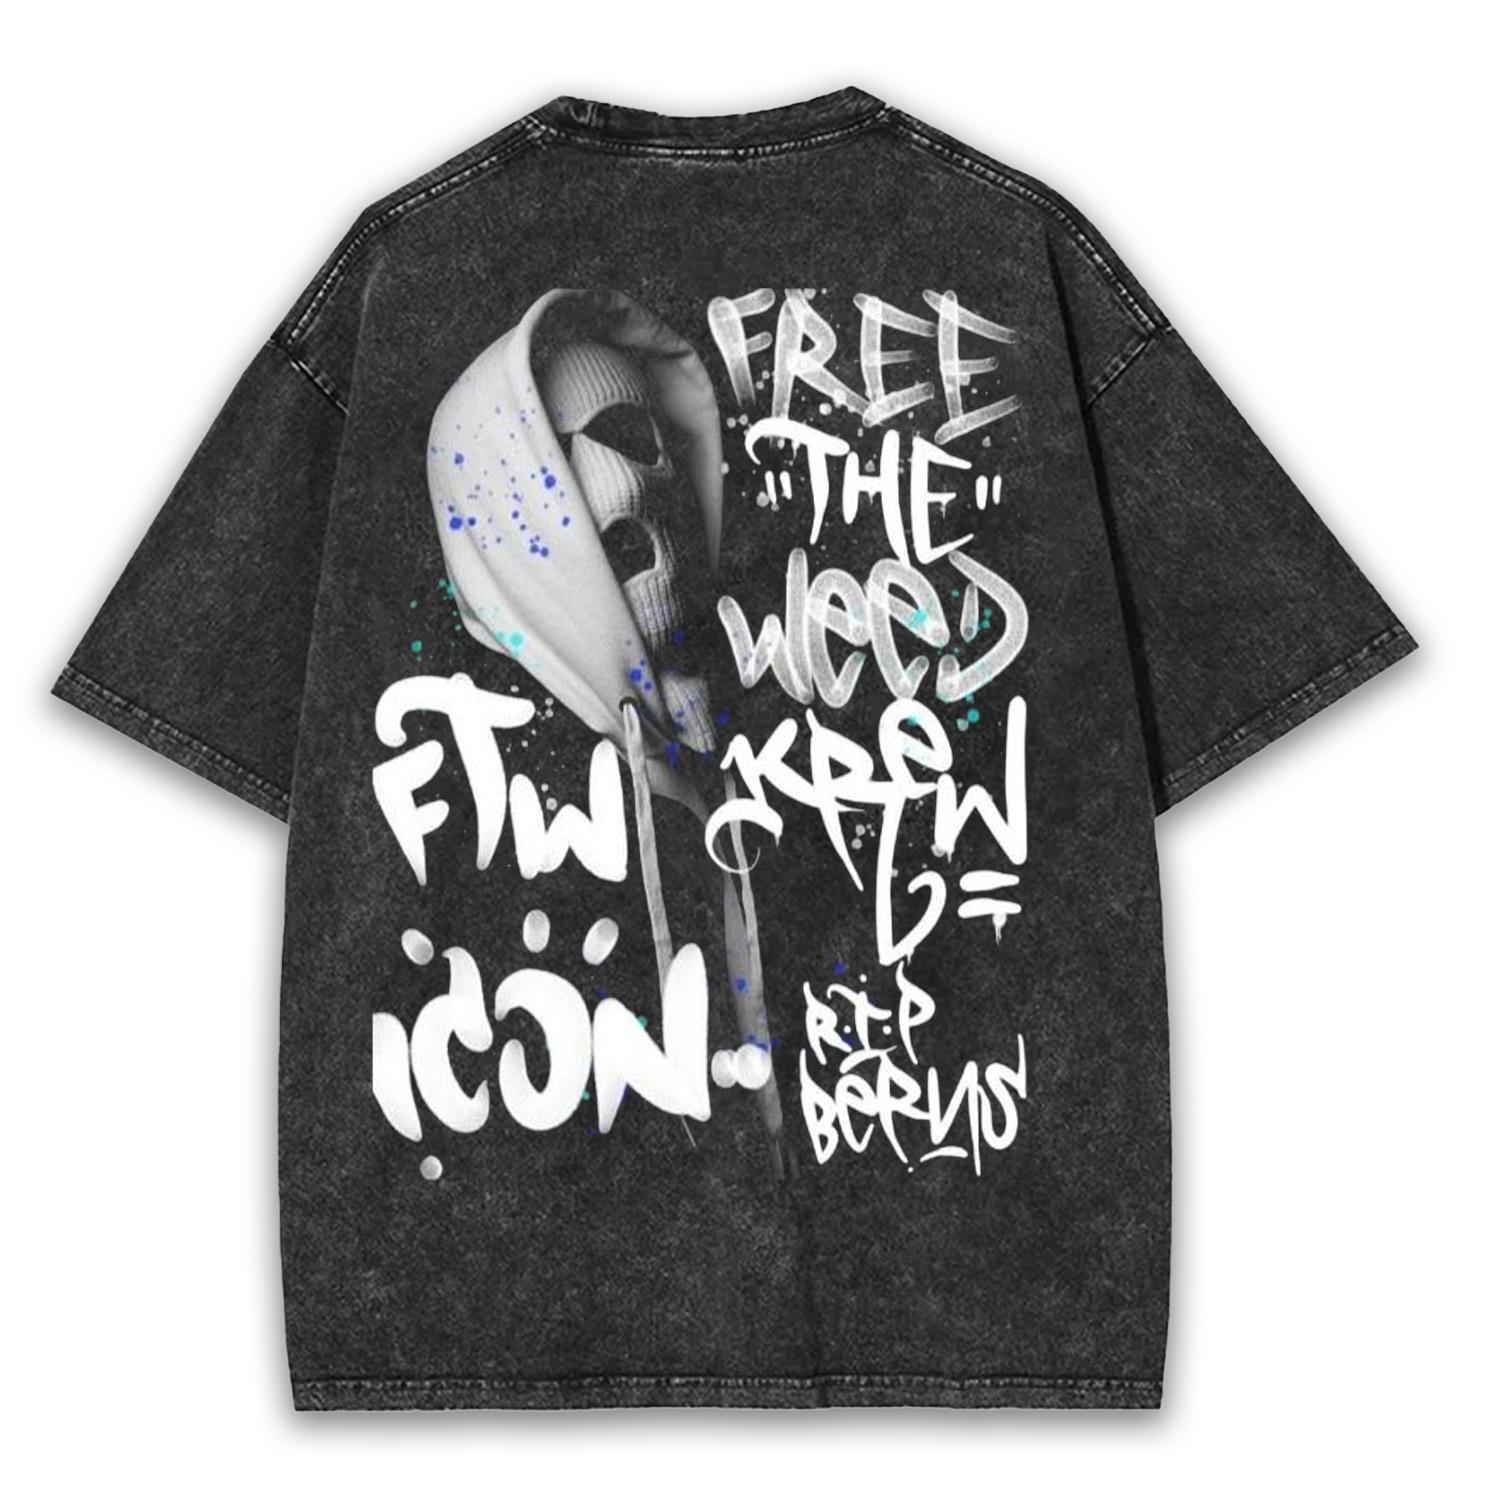 FREE
"THE"
WeeD
KReW =
FTW
iCON..
R.I.P
BeRNS